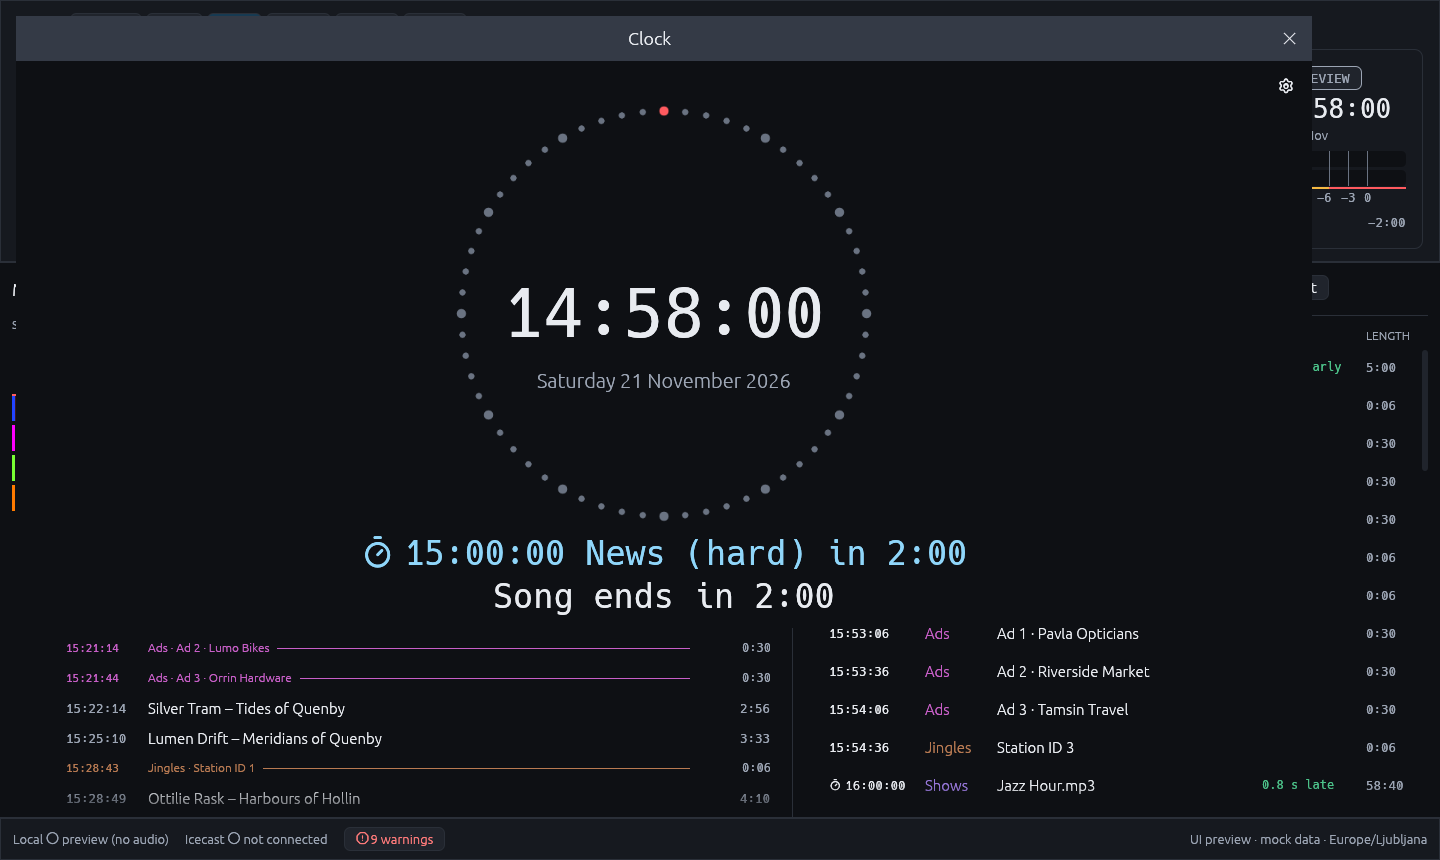 Clock
14:58:00
Saturday 21 November 2026
15:00:00 News (hard) in 2:00
Song ends in 2:00
EVIEW
58:00
−6 −3 0
−2:00
LENGTH
arly 5:00
0:06
0:30
0:30
0:30
0:06
0:06
15:21:14 Ads · Ad 2 · Lumo Bikes 0:30
15:21:44 Ads · Ad 3 · Orrin Hardware 0:30
15:22:14 Silver Tram – Tides of Quenby 2:56
15:25:10 Lumen Drift – Meridians of Quenby 3:33
15:28:43 Jingles · Station ID 1 0:06
15:28:49 Ottilie Rask – Harbours of Hollin 4:10
15:53:06 Ads Ad 1 · Pavla Opticians 0:30
15:53:36 Ads Ad 2 · Riverside Market 0:30
15:54:06 Ads Ad 3 · Tamsin Travel 0:30
15:54:36 Jingles Station ID 3 0:06
16:00:00 Shows Jazz Hour.mp3 0.8 s late 58:40
Local preview (no audio) Icecast not connected 9 warnings UI preview · mock data · Europe/Ljubljana